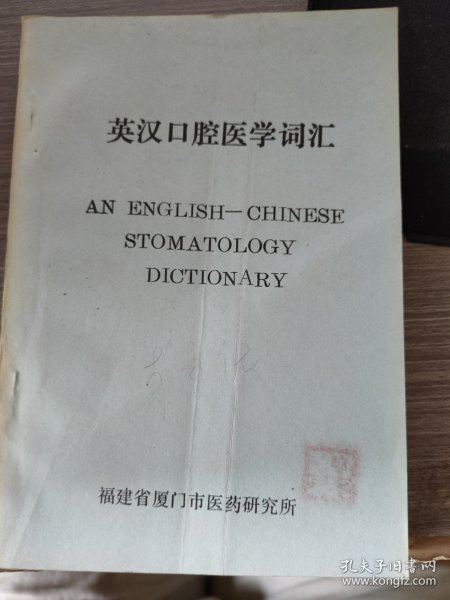 英汉口腔医学词汇
AN ENGLISH—CHINESE
STOMATOLOGY
DICTIONARY
福建省厦门市医药研究所
孔夫子旧书网
www.kongfz.com